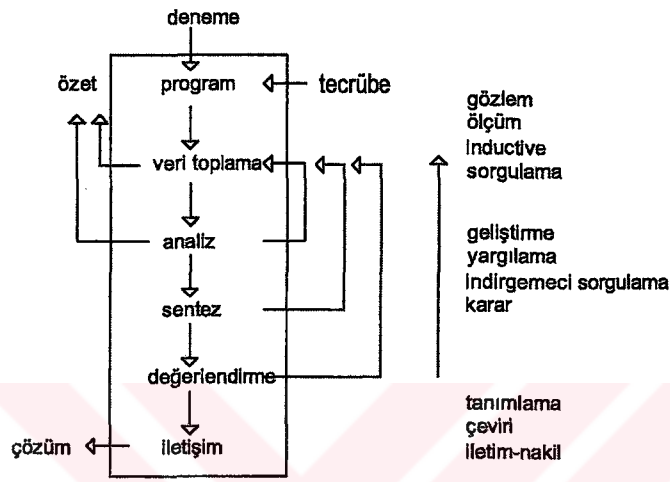 deneme
özet
program
tecrübe
veri toplama
analiz
sentez
değerlendirme
çözüm
iletişim
gözlem
ölçüm
inductive
sorgulama
geliştirme
yargılama
indirgemeci sorgulama
karar
tanımlama
çeviri
iletim-nakil